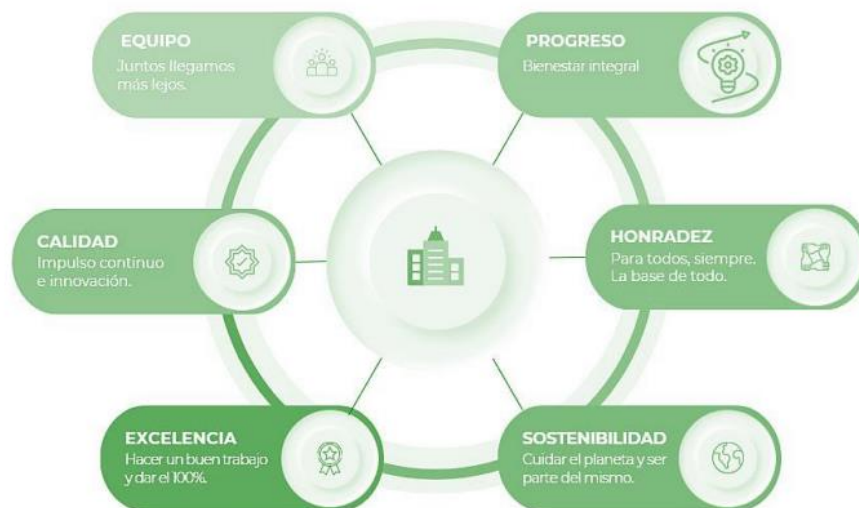 EQUIPO
Juntos llegamos
más lejos.
PROGRESO
Bienestar integral
CALIDAD
Impulso continuo
e innovación.
HONRADEZ
Para todos, siempre.
La base de todo.
EXCELENCIA
Hacer un buen trabajo
y dar el 100%.
SOSTENIBILIDAD
Cuidar el planeta y ser
parte del mismo.